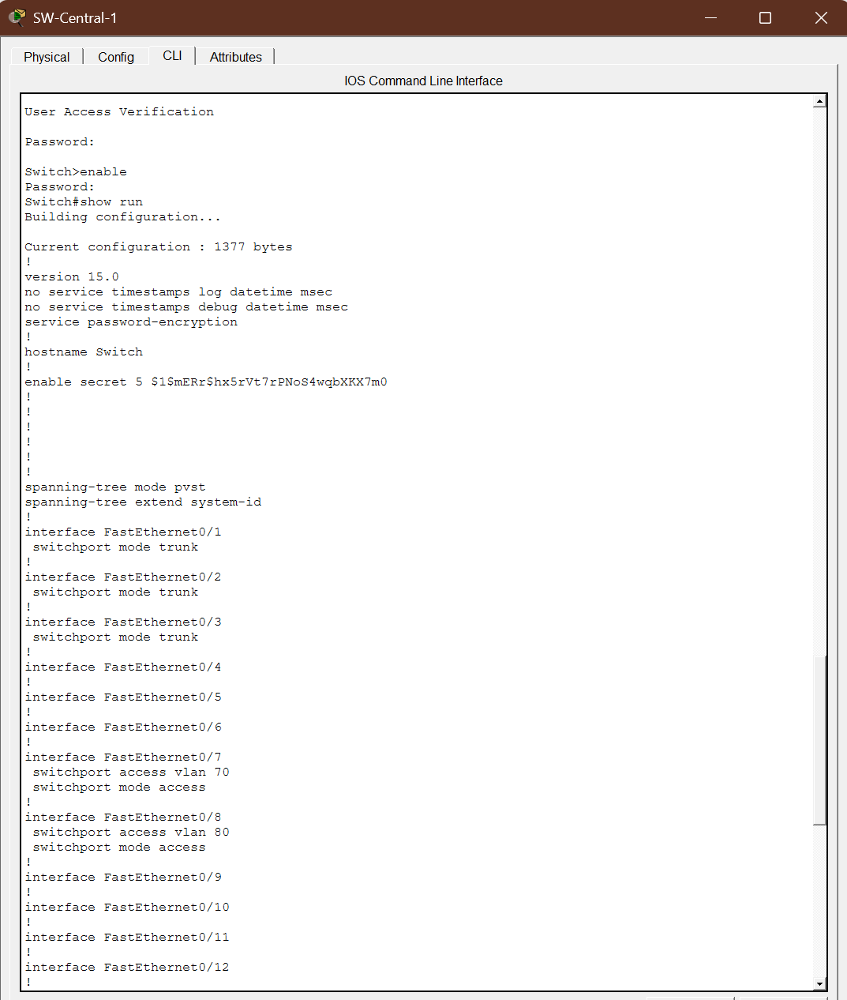 SW-Central-1
Physical Config CLI Attributes
IOS Command Line Interface
User Access Verification
Password:
Switch>enable
Password:
Switch#show run
Building configuration...
Current configuration : 1377 bytes
!
version 15.0
no service timestamps log datetime msec
no service timestamps debug datetime msec
service password-encryption
!
hostname Switch
!
enable secret 5 $1$mERr$hx5rVt7rPNoS4wqbXKX7m0
!
!
!
!
!
!
spanning-tree mode pvst
spanning-tree extend system-id
!
interface FastEthernet0/1
switchport mode trunk
!
interface FastEthernet0/2
switchport mode trunk
!
interface FastEthernet0/3
switchport mode trunk
!
interface FastEthernet0/4
!
interface FastEthernet0/5
!
interface FastEthernet0/6
!
interface FastEthernet0/7
switchport access vlan 70
switchport mode access
!
interface FastEthernet0/8
switchport access vlan 80
switchport mode access
!
interface FastEthernet0/9
!
interface FastEthernet0/10
!
interface FastEthernet0/11
!
interface FastEthernet0/12
!